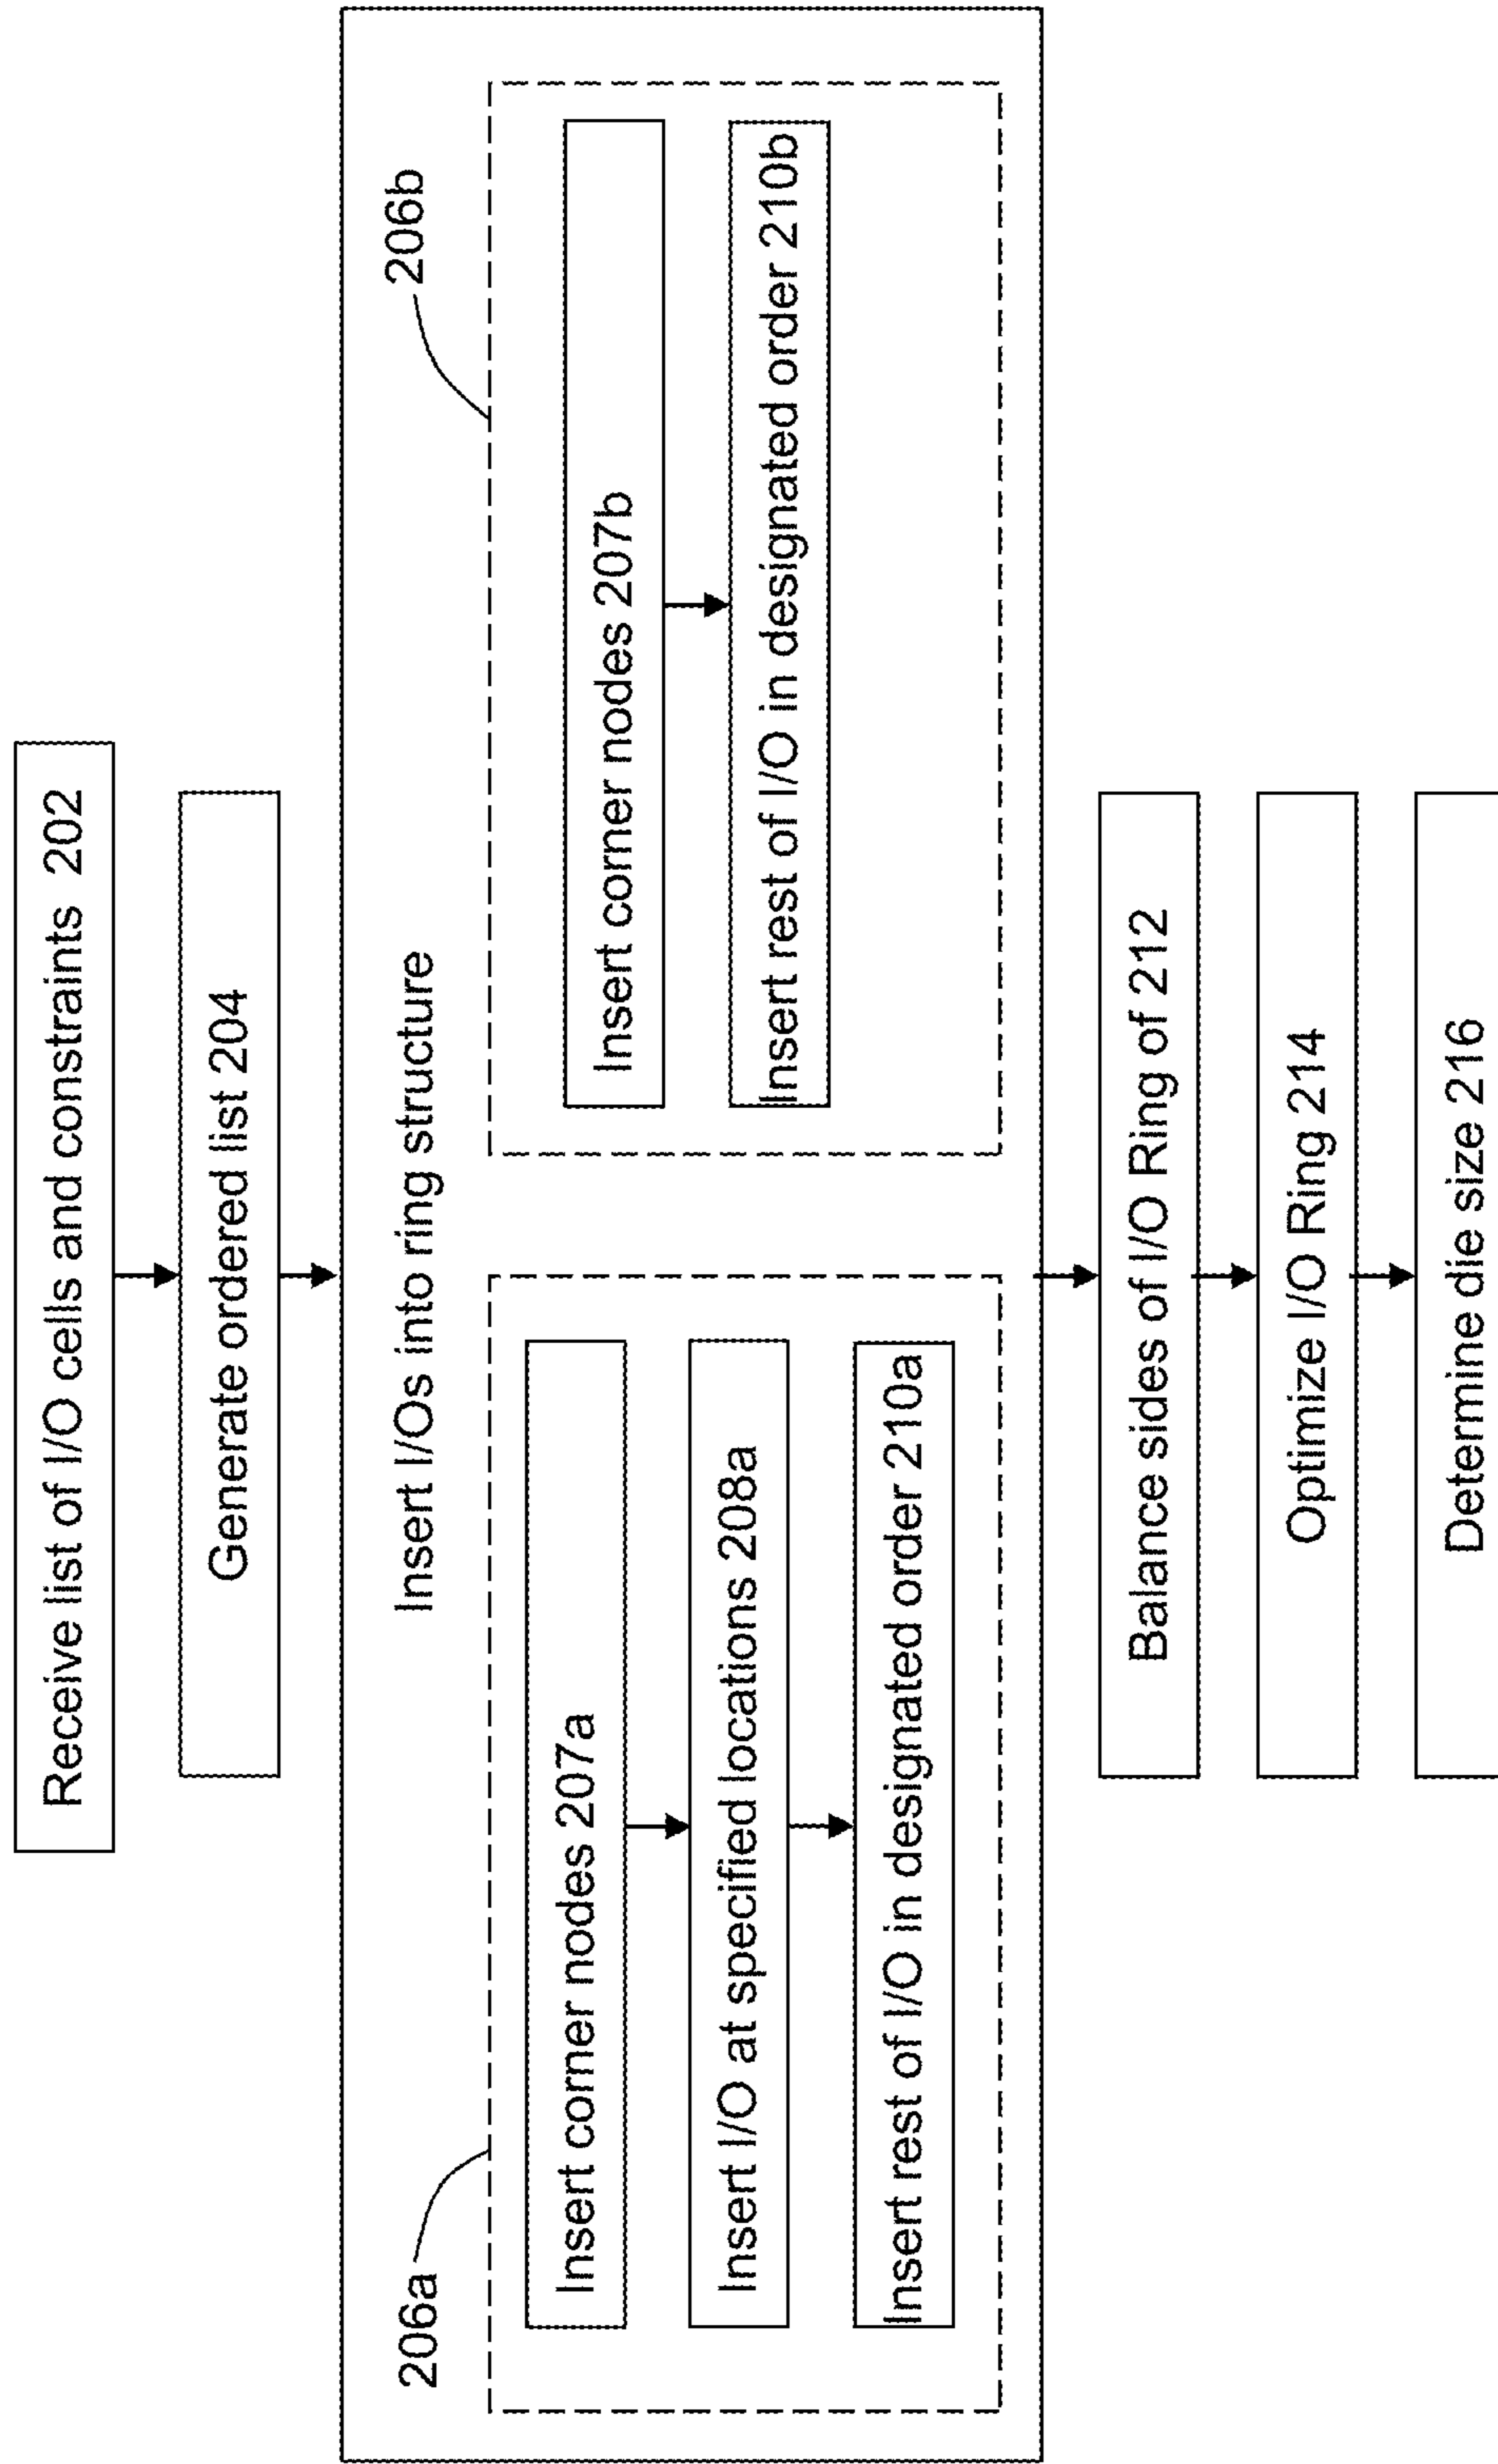 Receive list of I/O cells and constraints 202
Generate ordered list 204
Insert I/Os into ring structure
206a
Insert corner nodes 207a
Insert I/O at specified locations 208a
Insert rest of I/O in designated order 210a
206b
Insert corner nodes 207b
Insert rest of I/O in designated order 210b
Balance sides of I/O Ring of 212
Optimize I/O Ring 214
Determine die size 216